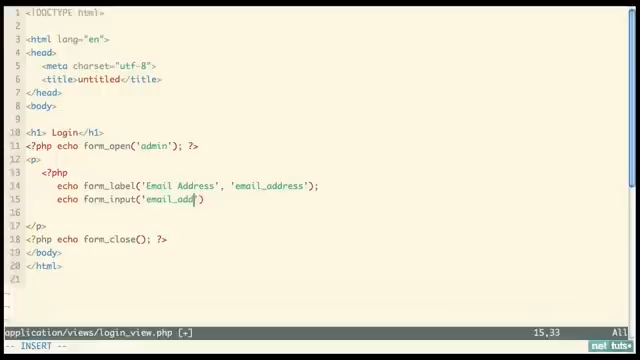 1 <!DOCTYPE html>
2
3 <html lang="en">
4 <head>
5 <meta charset="utf-8">
6 <title>untitled</title>
7 </head>
8 <body>
9
10 <h1> Login</h1>
11 <?php echo form_open('admin'); ?>
12 <p>
13 <?php
14 echo form_label('Email Address', 'email_address');
15 echo form_input('email_add')
16
17 </p>
18 <?php echo form_close(); ?>
19 </body>
20 </html>
21
~
~
application/views/login_view.php [+] 15,33 All
-- INSERT --
net tuts+